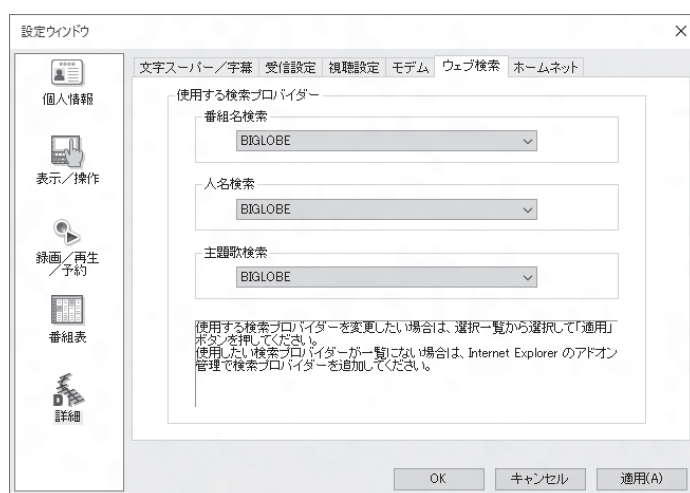 設定ウィンドウ
個人情報
表示／操作
録画／再生
／予約
番組表
詳細
文字スーパー／字幕 受信設定 視聴設定 モデム ウェブ検索 ホームネット
使用する検索プロバイダー
番組名検索
BIGLOBE
人名検索
BIGLOBE
主題歌検索
BIGLOBE
使用する検索プロバイダーを変更したい場合は、選択一覧から選択して「適用」
ボタンを押してください。
使用したい検索プロバイダーが一覧にない場合は、Internet Explorer のアドオン
管理で検索プロバイダーを追加してください。
OK キャンセル 適用(A)